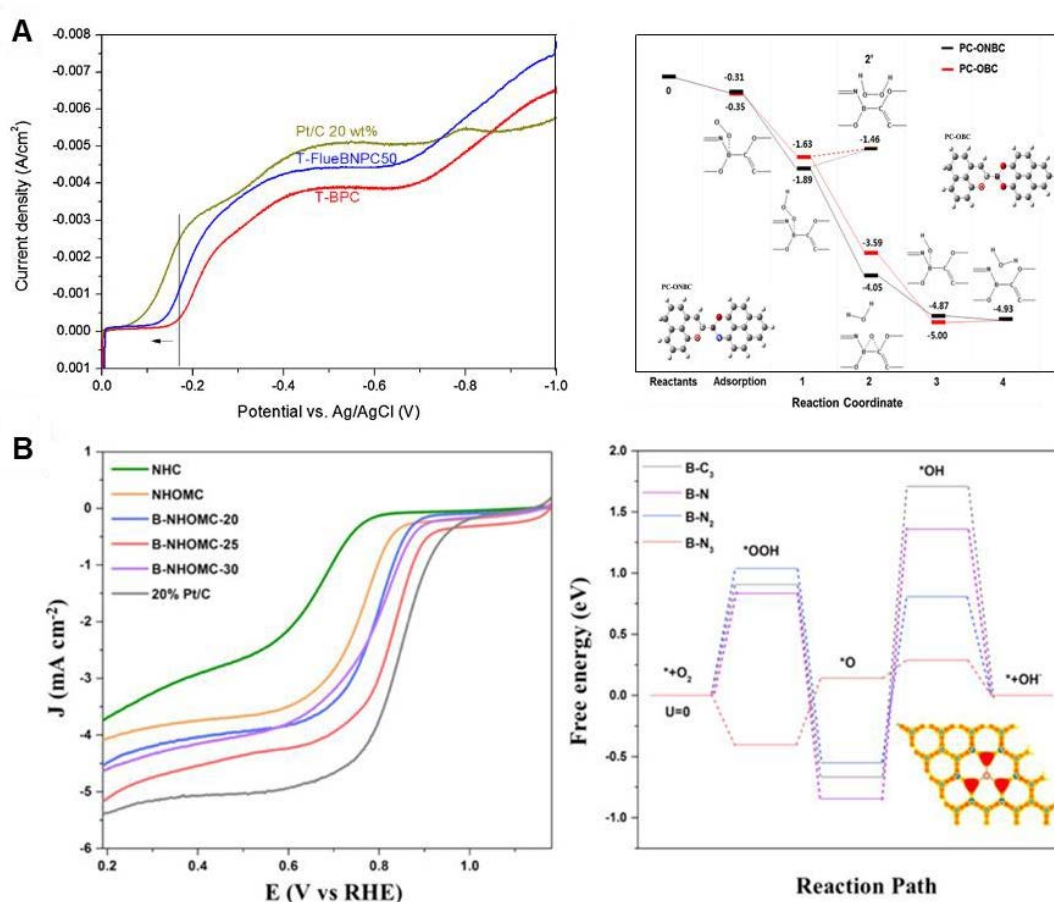 A
-0.008
-0.007
-0.006
-0.005
-0.004
-0.003
-0.002
-0.001
0.000
0.001
Current density (A/cm²)
Pt/C 20 wt%
T-FlueBNPC50
T-BPC
0.0
-0.2
-0.4
-0.6
-0.8
-1.0
Potential vs. Ag/AgCl (V)
PC-ONBC
PC-OBC
2'
0
-0.31
-0.35
-1.63
-1.89
-1.46
-3.59
-4.05
-4.87
-5.00
-4.93
PC-OBC
PC-ONBC
Reactants Adsorption 1 2 3 4
Reaction Coordinate
B
1
0
-1
-2
-3
-4
-5
-6
J (mA cm⁻²)
NHC
NHOMC
B-NHOMC-20
B-NHOMC-25
B-NHOMC-30
20% Pt/C
0.2
0.4
0.6
0.8
1.0
E (V vs RHE)
2.0
1.5
1.0
0.5
0.0
-0.5
-1.0
Free energy (eV)
B-C₃
B-N
B-N₂
B-N₃
*+O₂
U=0
*OOH
*O
*OH
*+OH⁻
Reaction Path